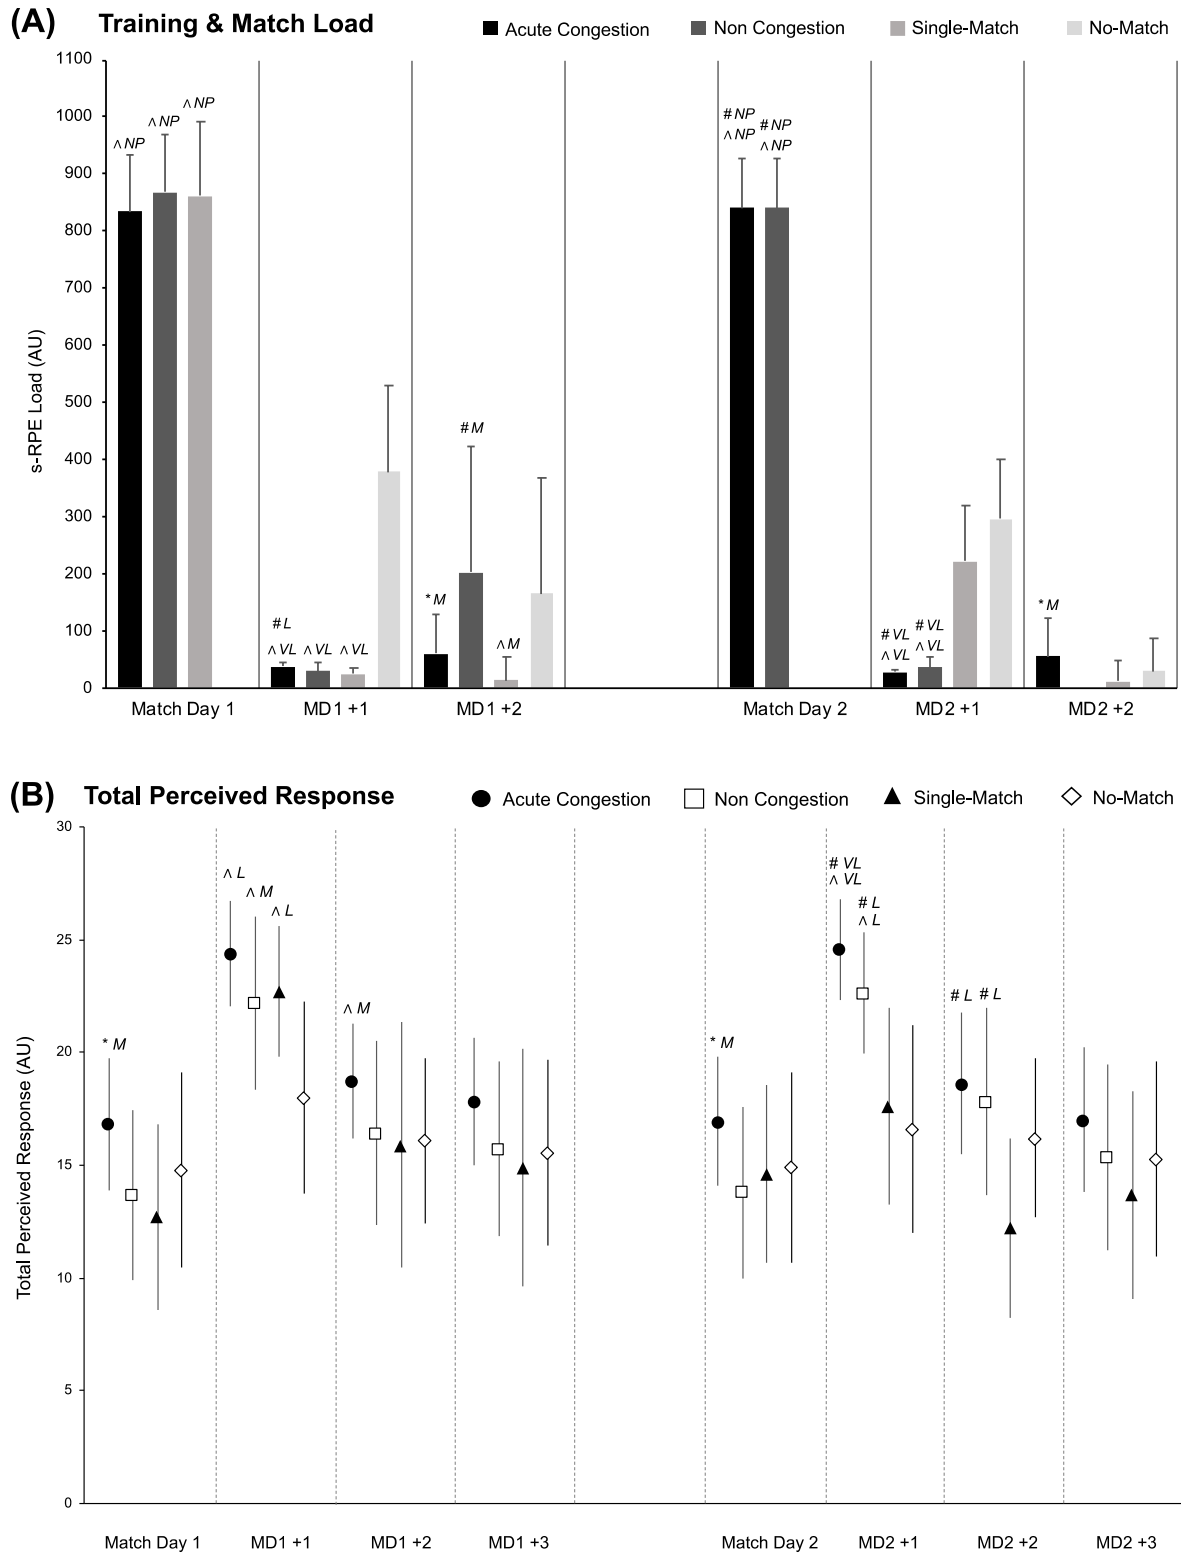 (A) Training & Match Load
Acute Congestion Non Congestion Single-Match No-Match
s-RPE Load (AU)
1100
1000
900
800
700
600
500
400
300
200
100
0
^ NP
^ NP
^ NP
# L
^ VL
^ VL
^ VL
* M
# M
^ M
# NP
^ NP
# NP
^ NP
# VL
^ VL
# VL
^ VL
* M
Match Day 1 MD1 +1 MD1 +2 Match Day 2 MD2 +1 MD2 +2
(B) Total Perceived Response
Acute Congestion Non Congestion Single-Match No-Match
Total Perceived Response (AU)
30
25
20
15
10
5
0
* M
^ L
^ M
^ L
^ M
* M
# VL
^ VL
# L
^ L
# L
# L
Match Day 1 MD1 +1 MD1 +2 MD1 +3 Match Day 2 MD2 +1 MD2 +2 MD2 +3